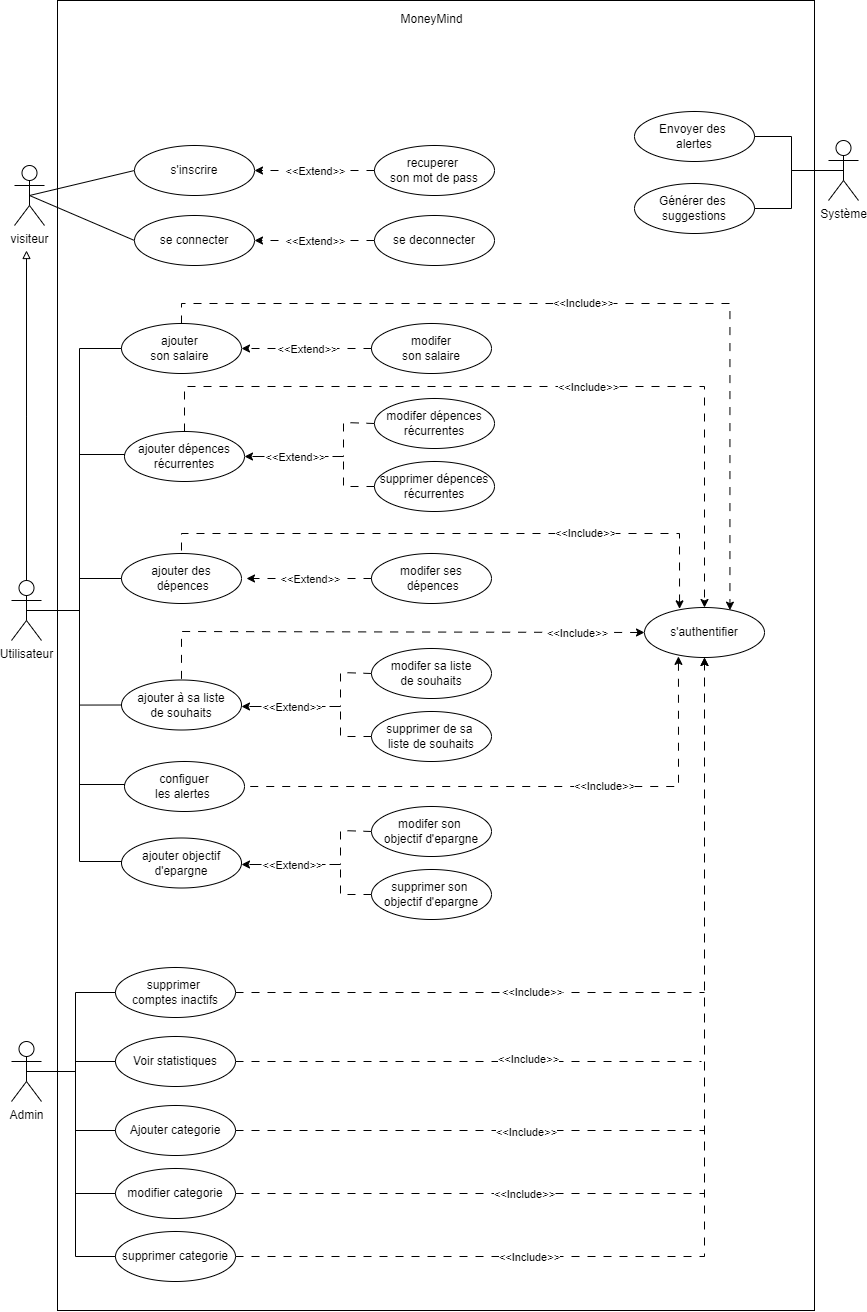 MoneyMind
Envoyer des
alertes
s'inscrire
<<Extend>>
recuperer
son mot de pass
Générer des
suggestions
Système
visiteur
se connecter
<<Extend>>
se deconnecter
<<Include>>
ajouter
son salaire
<<Extend>>
modifer
son salaire
<<Include>>
ajouter dépences
récurrentes
<<Extend>>
modifer dépences
récurrentes
supprimer dépences
récurrentes
<<Include>>
ajouter des
dépences
<<Extend>>
modifer ses
dépences
Utilisateur
<<Include>>
s'authentifier
ajouter à sa liste
de souhaits
<<Extend>>
modifer sa liste
de souhaits
supprimer de sa
liste de souhaits
configuer
les alertes
<<Include>>
ajouter objectif
d'epargne
<<Extend>>
modifer son
objectif d'epargne
supprimer son
objectif d'epargne
supprimer
comptes inactifs
<<Include>>
Voir statistiques
<<Include>>
Admin
Ajouter categorie
<<Include>>
modifier categorie
<<Include>>
supprimer categorie
<<Include>>